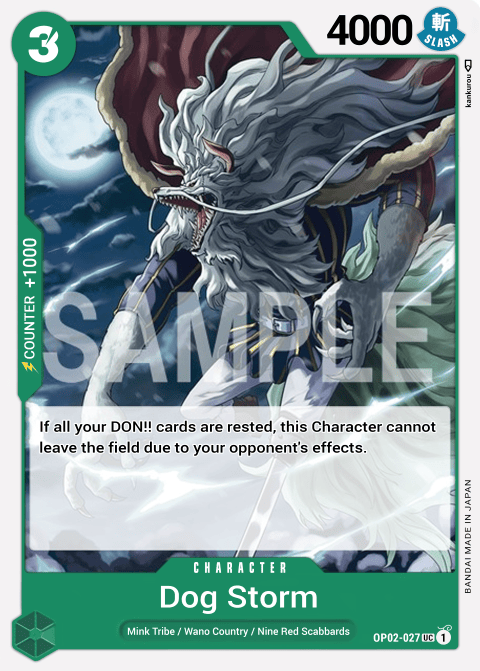 3
4000
斬
SLASH
kankurou
COUNTER +1000
SAMPLE
If all your DON!! cards are rested, this Character cannot
leave the field due to your opponent's effects.
BANDAI MADE IN JAPAN
CHARACTER
Dog Storm
Mink Tribe / Wano Country / Nine Red Scabbards
OP02-027 UC 1